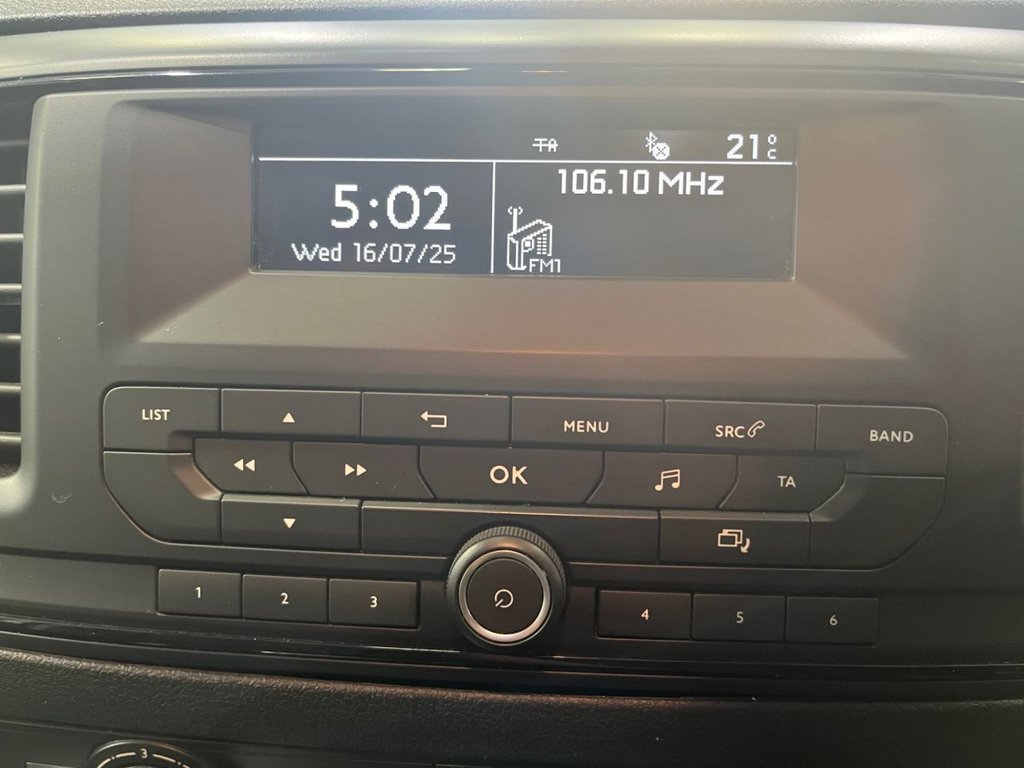 TA 21°C
106.10 MHz
5:02
Wed 16/07/25
FM1
LIST
MENU
SRC
BAND
OK
TA
1
2
3
4
5
6
3